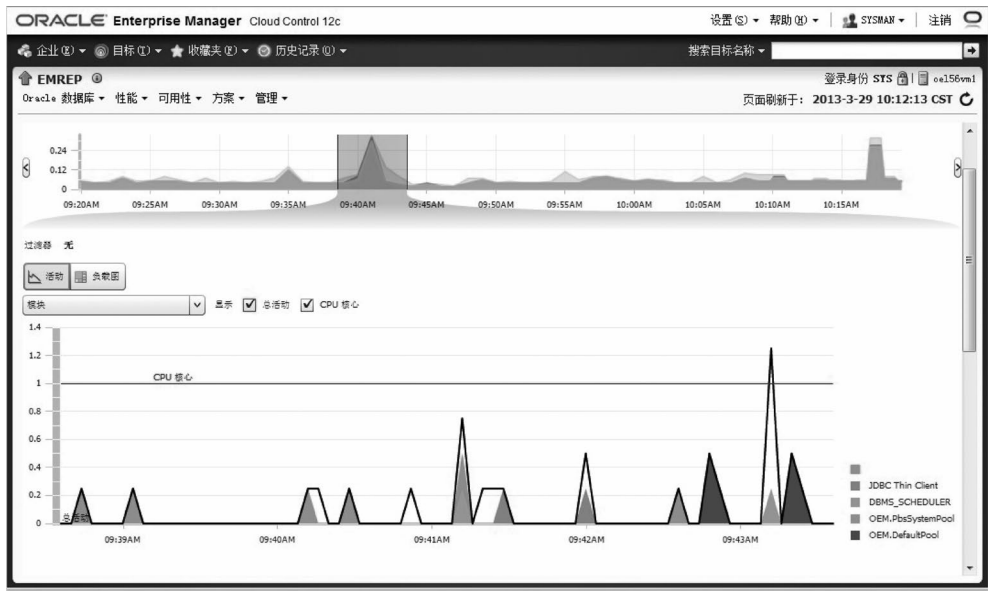 ORACLE Enterprise Manager Cloud Control 12c
设置(S) 帮助(H) SYSMAN 注销
企业(E) 目标(T) 收藏夹(F) 历史记录(O) 搜索目标名称
EMREP 登录身份 SYS oel56vm1
Oracle 数据库 性能 可用性 方案 管理 页面刷新于: 2013-3-29 10:12:13 CST
0.24
0.12
0
09:20AM 09:25AM 09:30AM 09:35AM 09:40AM 09:45AM 09:50AM 09:55AM 10:00AM 10:05AM 10:10AM 10:15AM
过滤器 无
活动 负载图
模块 显示 总活动 CPU 核心
1.4
1.2
CPU 核心
1
0.8
0.6
0.4
0.2
总活动
0
09:39AM 09:40AM 09:41AM 09:42AM 09:43AM
JDBC Thin Client
DBMS_SCHEDULER
OEM.PbsSystemPool
OEM.DefaultPool